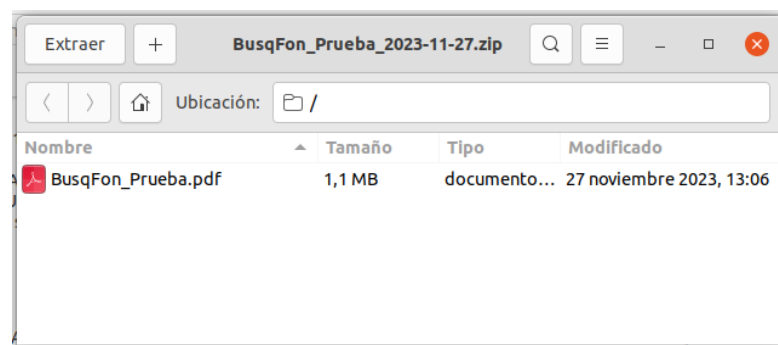 Extraer + BusqFon_Prueba_2023-11-27.zip
Ubicación: /
Nombre Tamaño Tipo Modificado
BusqFon_Prueba.pdf 1,1 MB documento... 27 noviembre 2023, 13:06